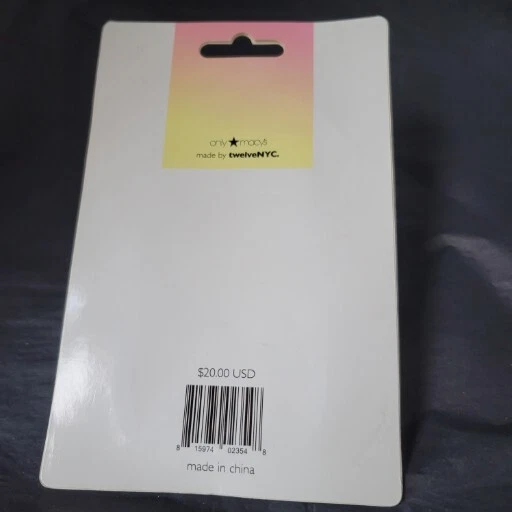 only★macy's
made by twelveNYC.
$20.00 USD
8 15974 02354 8
made in china